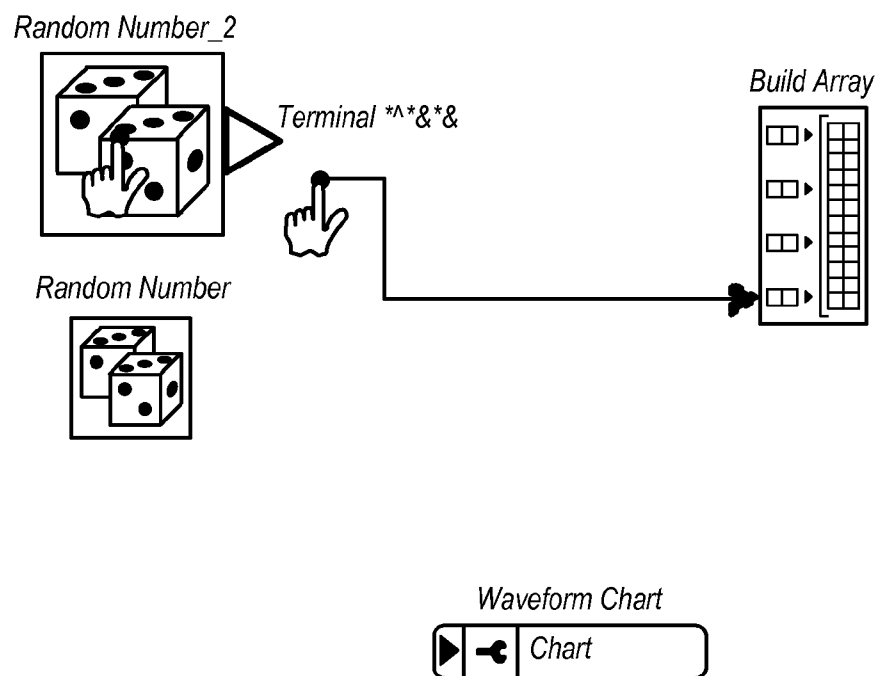 Random Number_2
Terminal *^*&*&
Build Array
Random Number
Waveform Chart
Chart